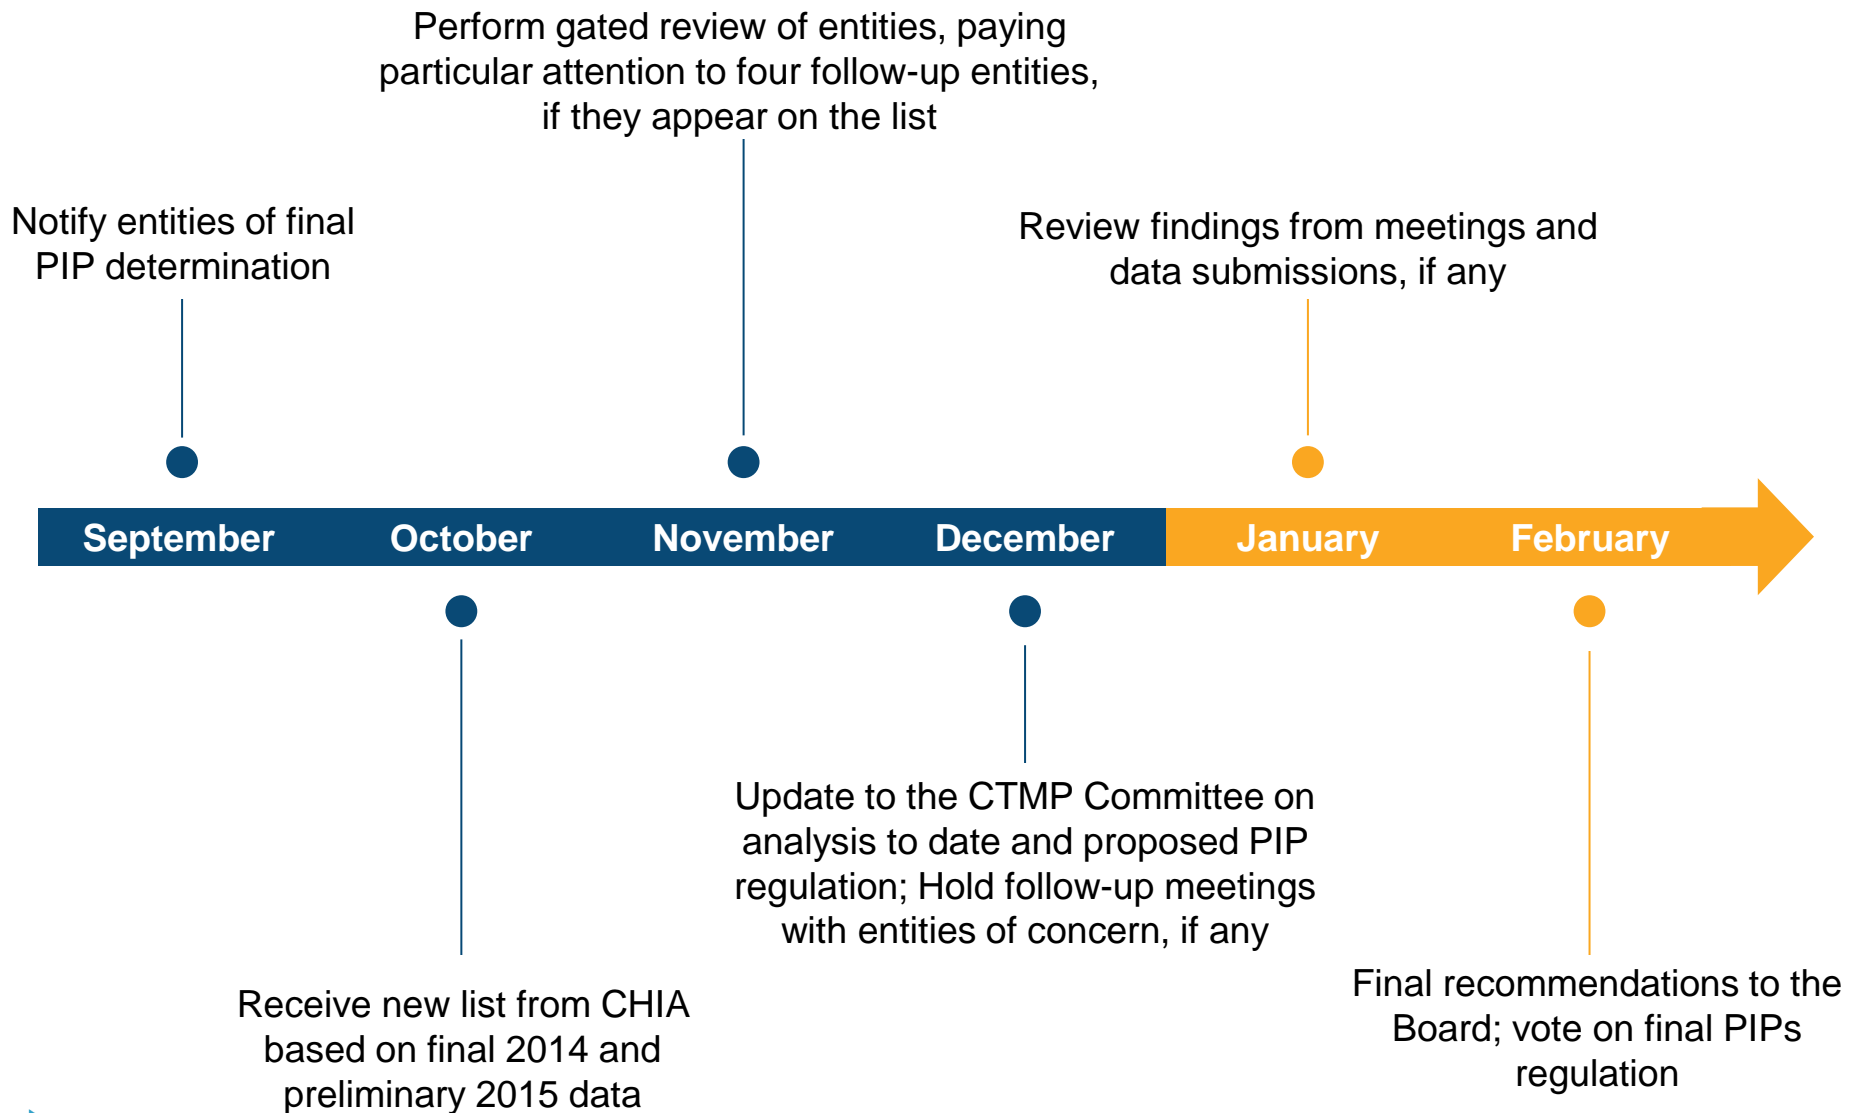 Perform gated review of entities, paying
particular attention to four follow-up entities,
if they appear on the list
Notify entities of final
PIP determination
Review findings from meetings and
data submissions, if any
September October November December January February
Update to the CTMP Committee on
analysis to date and proposed PIP
regulation; Hold follow-up meetings
with entities of concern, if any
Receive new list from CHIA
based on final 2014 and
preliminary 2015 data
Final recommendations to the
Board; vote on final PIPs
regulation